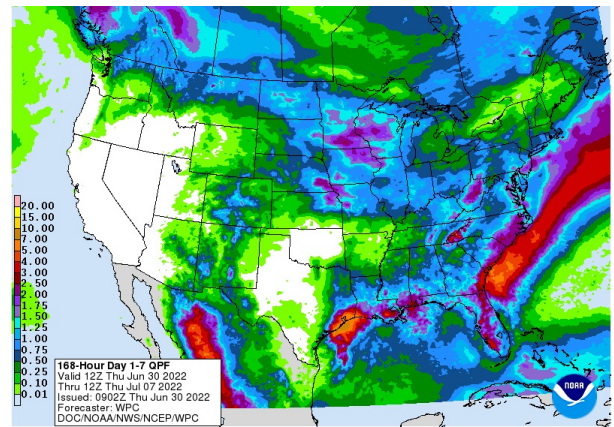 20.00
15.00
10.00
7.00
5.00
4.00
3.00
2.50
2.00
1.75
1.50
1.25
1.00
0.75
0.50
0.25
0.10
0.01
168-Hour Day 1-7 QPF
Valid 12Z Thu Jun 30 2022
Thru 12Z Thu Jul 07 2022
Issued: 0902Z Thu Jun 30 2022
Forecaster: WPC
DOC/NOAA/NWS/NCEP/WPC
NOAA